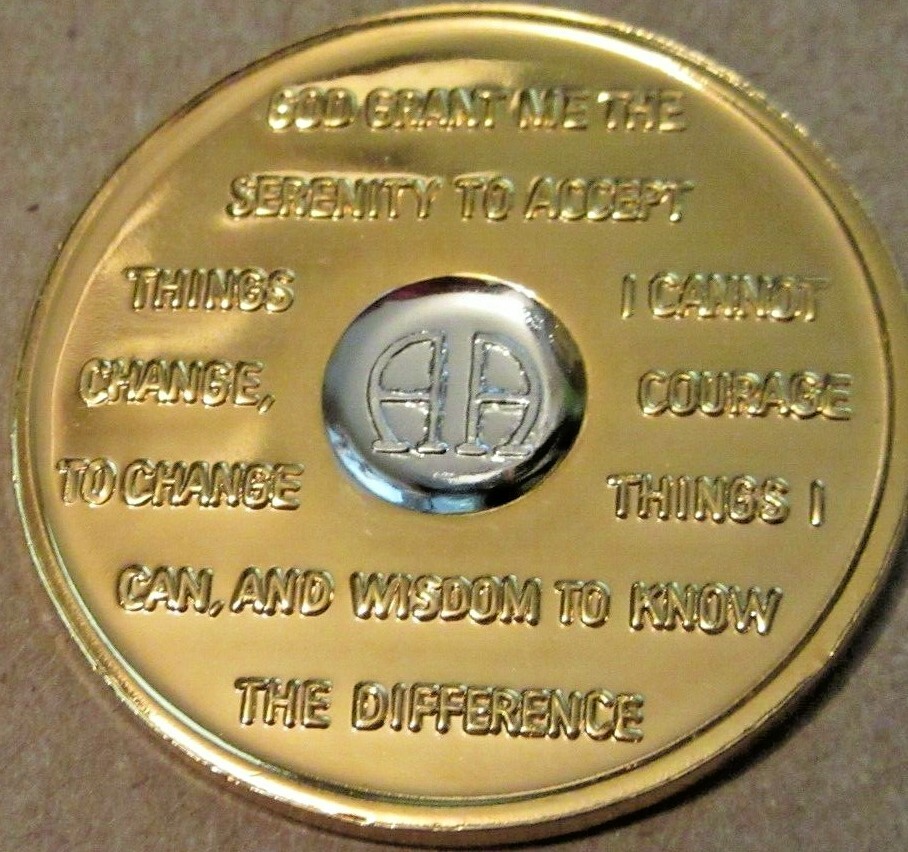 GOD GRANT ME THE
SERENITY TO ACCEPT
THINGS I CANNOT
CHANGE, COURAGE
TO CHANGE THINGS I
CAN, AND WISDOM TO KNOW
THE DIFFERENCE
AA